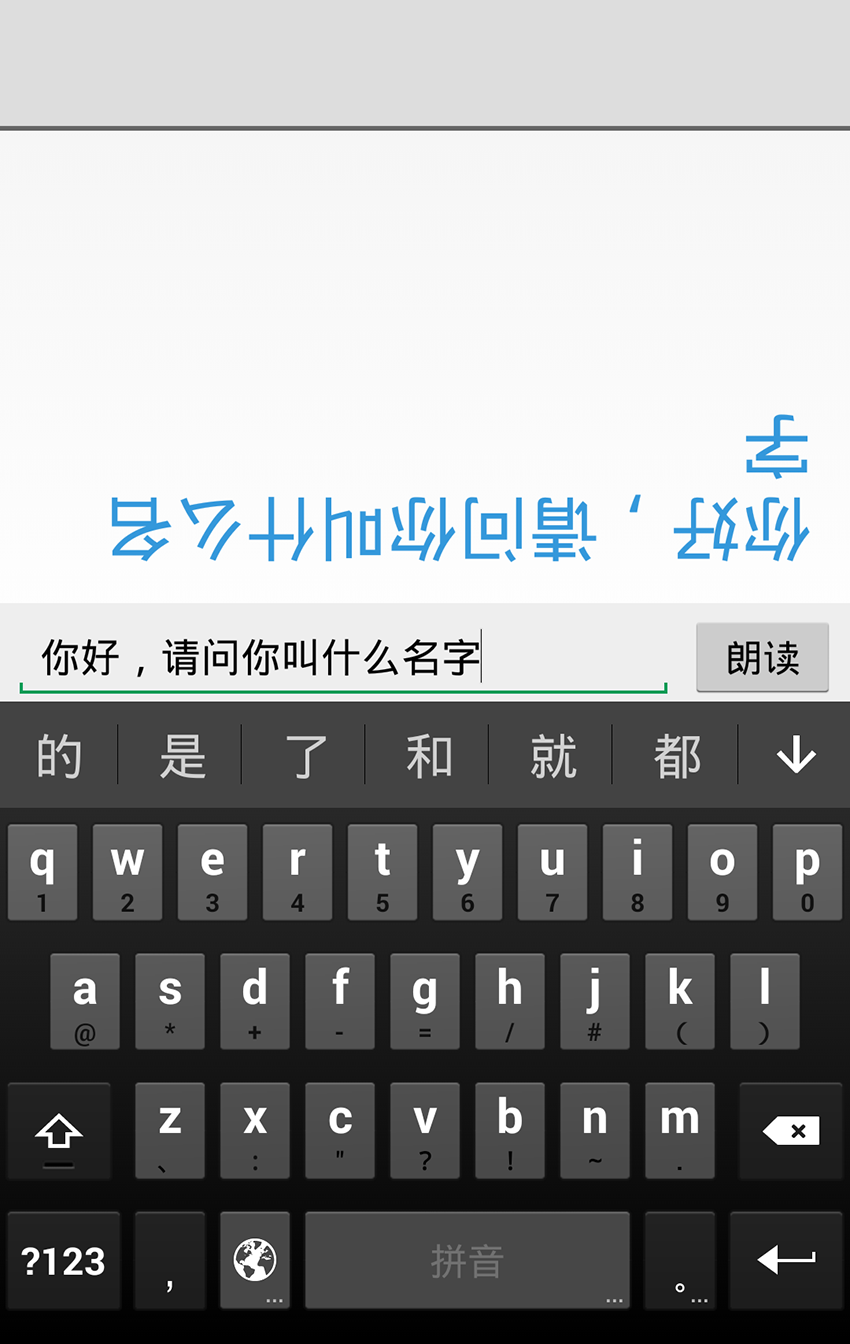 你好，请问你叫什么名
字
你好，请问你叫什么名字
朗读
的 是 了 和 就 都
q w e r t y u i o p
1 2 3 4 5 6 7 8 9 0
a s d f g h j k l
@ * + - = / # ( )
z x c v b n m
、 : " ? ! ~ .
?123 , 拼音 。